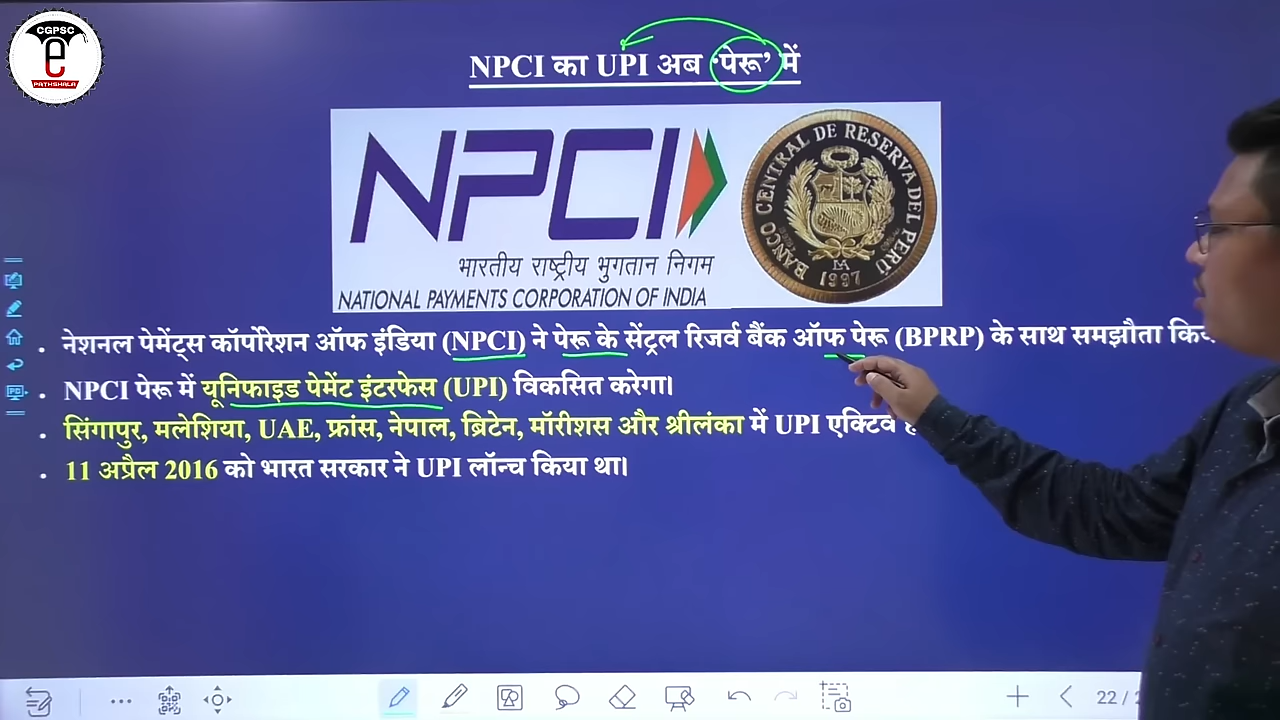 CGPSC
e
PATHSHALA
NPCI का UPI अब ‘पेरू’ में
NPCI
भारतीय राष्ट्रीय भुगतान निगम
NATIONAL PAYMENTS CORPORATION OF INDIA
BANCO CENTRAL DE RESERVA DEL PERU
1997
. नेशनल पेमेंट्स कॉर्पोरेशन ऑफ इंडिया (NPCI) ने पेरू के सेंट्रल रिजर्व बैंक ऑफ पेरू (BPRP) के साथ समझौता
. NPCI पेरू में यूनिफाइड पेमेंट इंटरफेस (UPI) विकसित करेगा।
. सिंगापुर, मलेशिया, UAE, फ्रांस, नेपाल, ब्रिटेन, मॉरीशस और श्रीलंका में UPI एक्टिव
. 11 अप्रैल 2016 को भारत सरकार ने UPI लॉन्च किया था।
22 /